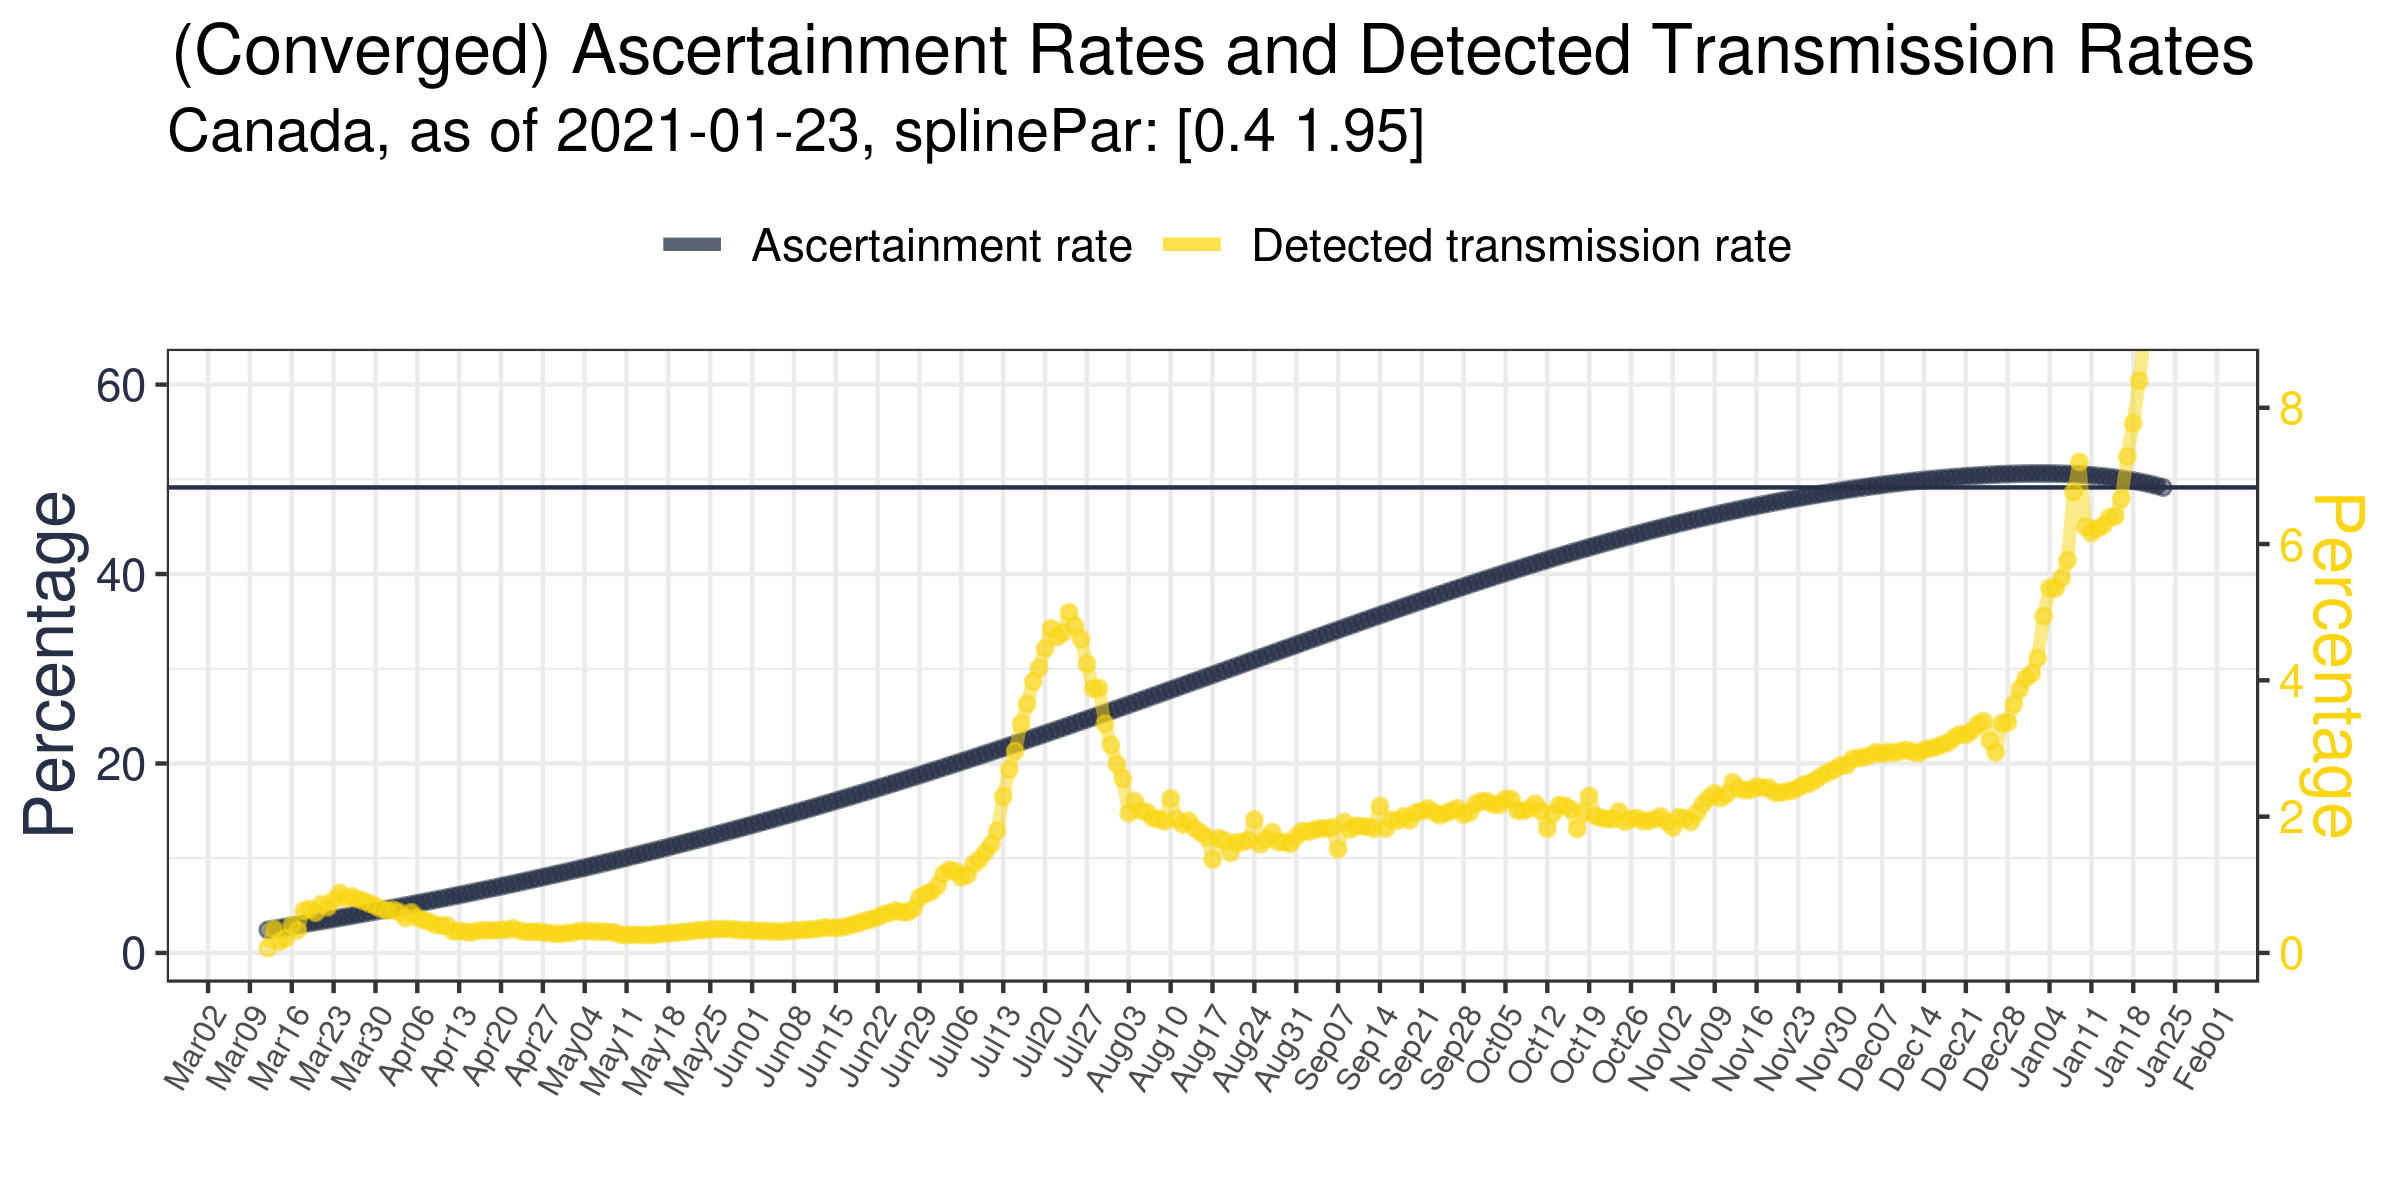 (Converged) Ascertainment Rates and Detected Transmission Rates
Canada, as of 2021-01-23, splinePar: [0.4 1.95]
Ascertainment rate
Detected transmission rate
Percentage
60
40
20
0
8
6
4
2
0
Percentage
Mar02
Mar09
Mar16
Mar23
Mar30
Apr06
Apr13
Apr20
Apr27
May04
May11
May18
May25
Jun01
Jun08
Jun15
Jun22
Jun29
Jul06
Jul13
Jul20
Jul27
Aug03
Aug10
Aug17
Aug24
Aug31
Sep07
Sep14
Sep21
Sep28
Oct05
Oct12
Oct19
Oct26
Nov02
Nov09
Nov16
Nov23
Nov30
Dec07
Dec14
Dec21
Dec28
Jan04
Jan11
Jan18
Jan25
Feb01